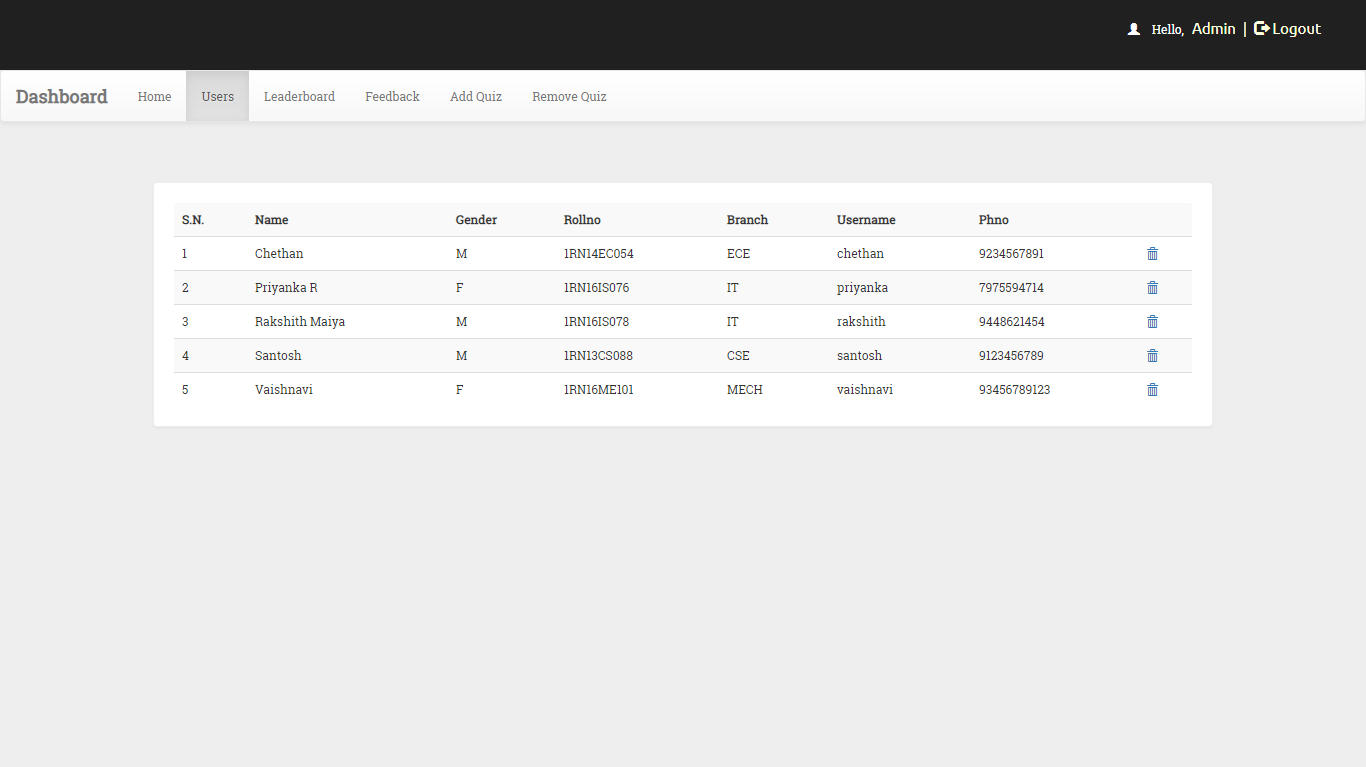 Hello, Admin | Logout
Dashboard Home Users Leaderboard Feedback Add Quiz Remove Quiz
S.N. Name Gender Rollno Branch Username Phno
1 Chethan M 1RN14EC054 ECE chethan 9234567891
2 Priyanka R F 1RN16IS076 IT priyanka 7975594714
3 Rakshith Maiya M 1RN16IS078 IT rakshith 9448621454
4 Santosh M 1RN13CS088 CSE santosh 9123456789
5 Vaishnavi F 1RN16ME101 MECH vaishnavi 93456789123